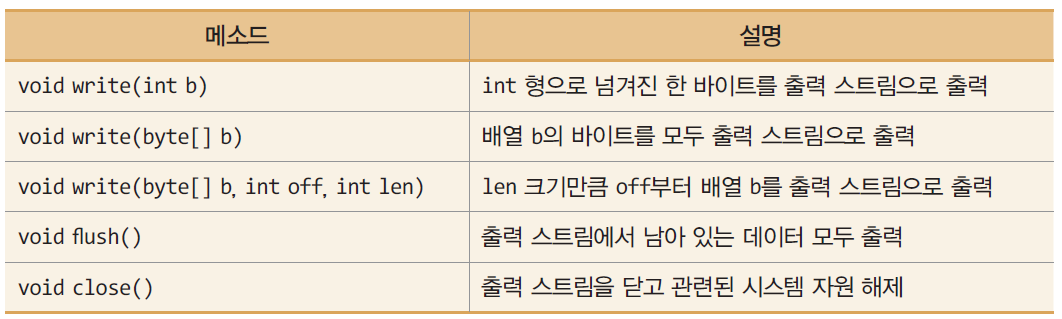 메소드 설명
void write(int b) int 형으로 넘겨진 한 바이트를 출력 스트림으로 출력
void write(byte[] b) 배열 b의 바이트를 모두 출력 스트림으로 출력
void write(byte[] b, int off, int len) len 크기만큼 off부터 배열 b를 출력 스트림으로 출력
void flush() 출력 스트림에서 남아 있는 데이터 모두 출력
void close() 출력 스트림을 닫고 관련된 시스템 자원 해제